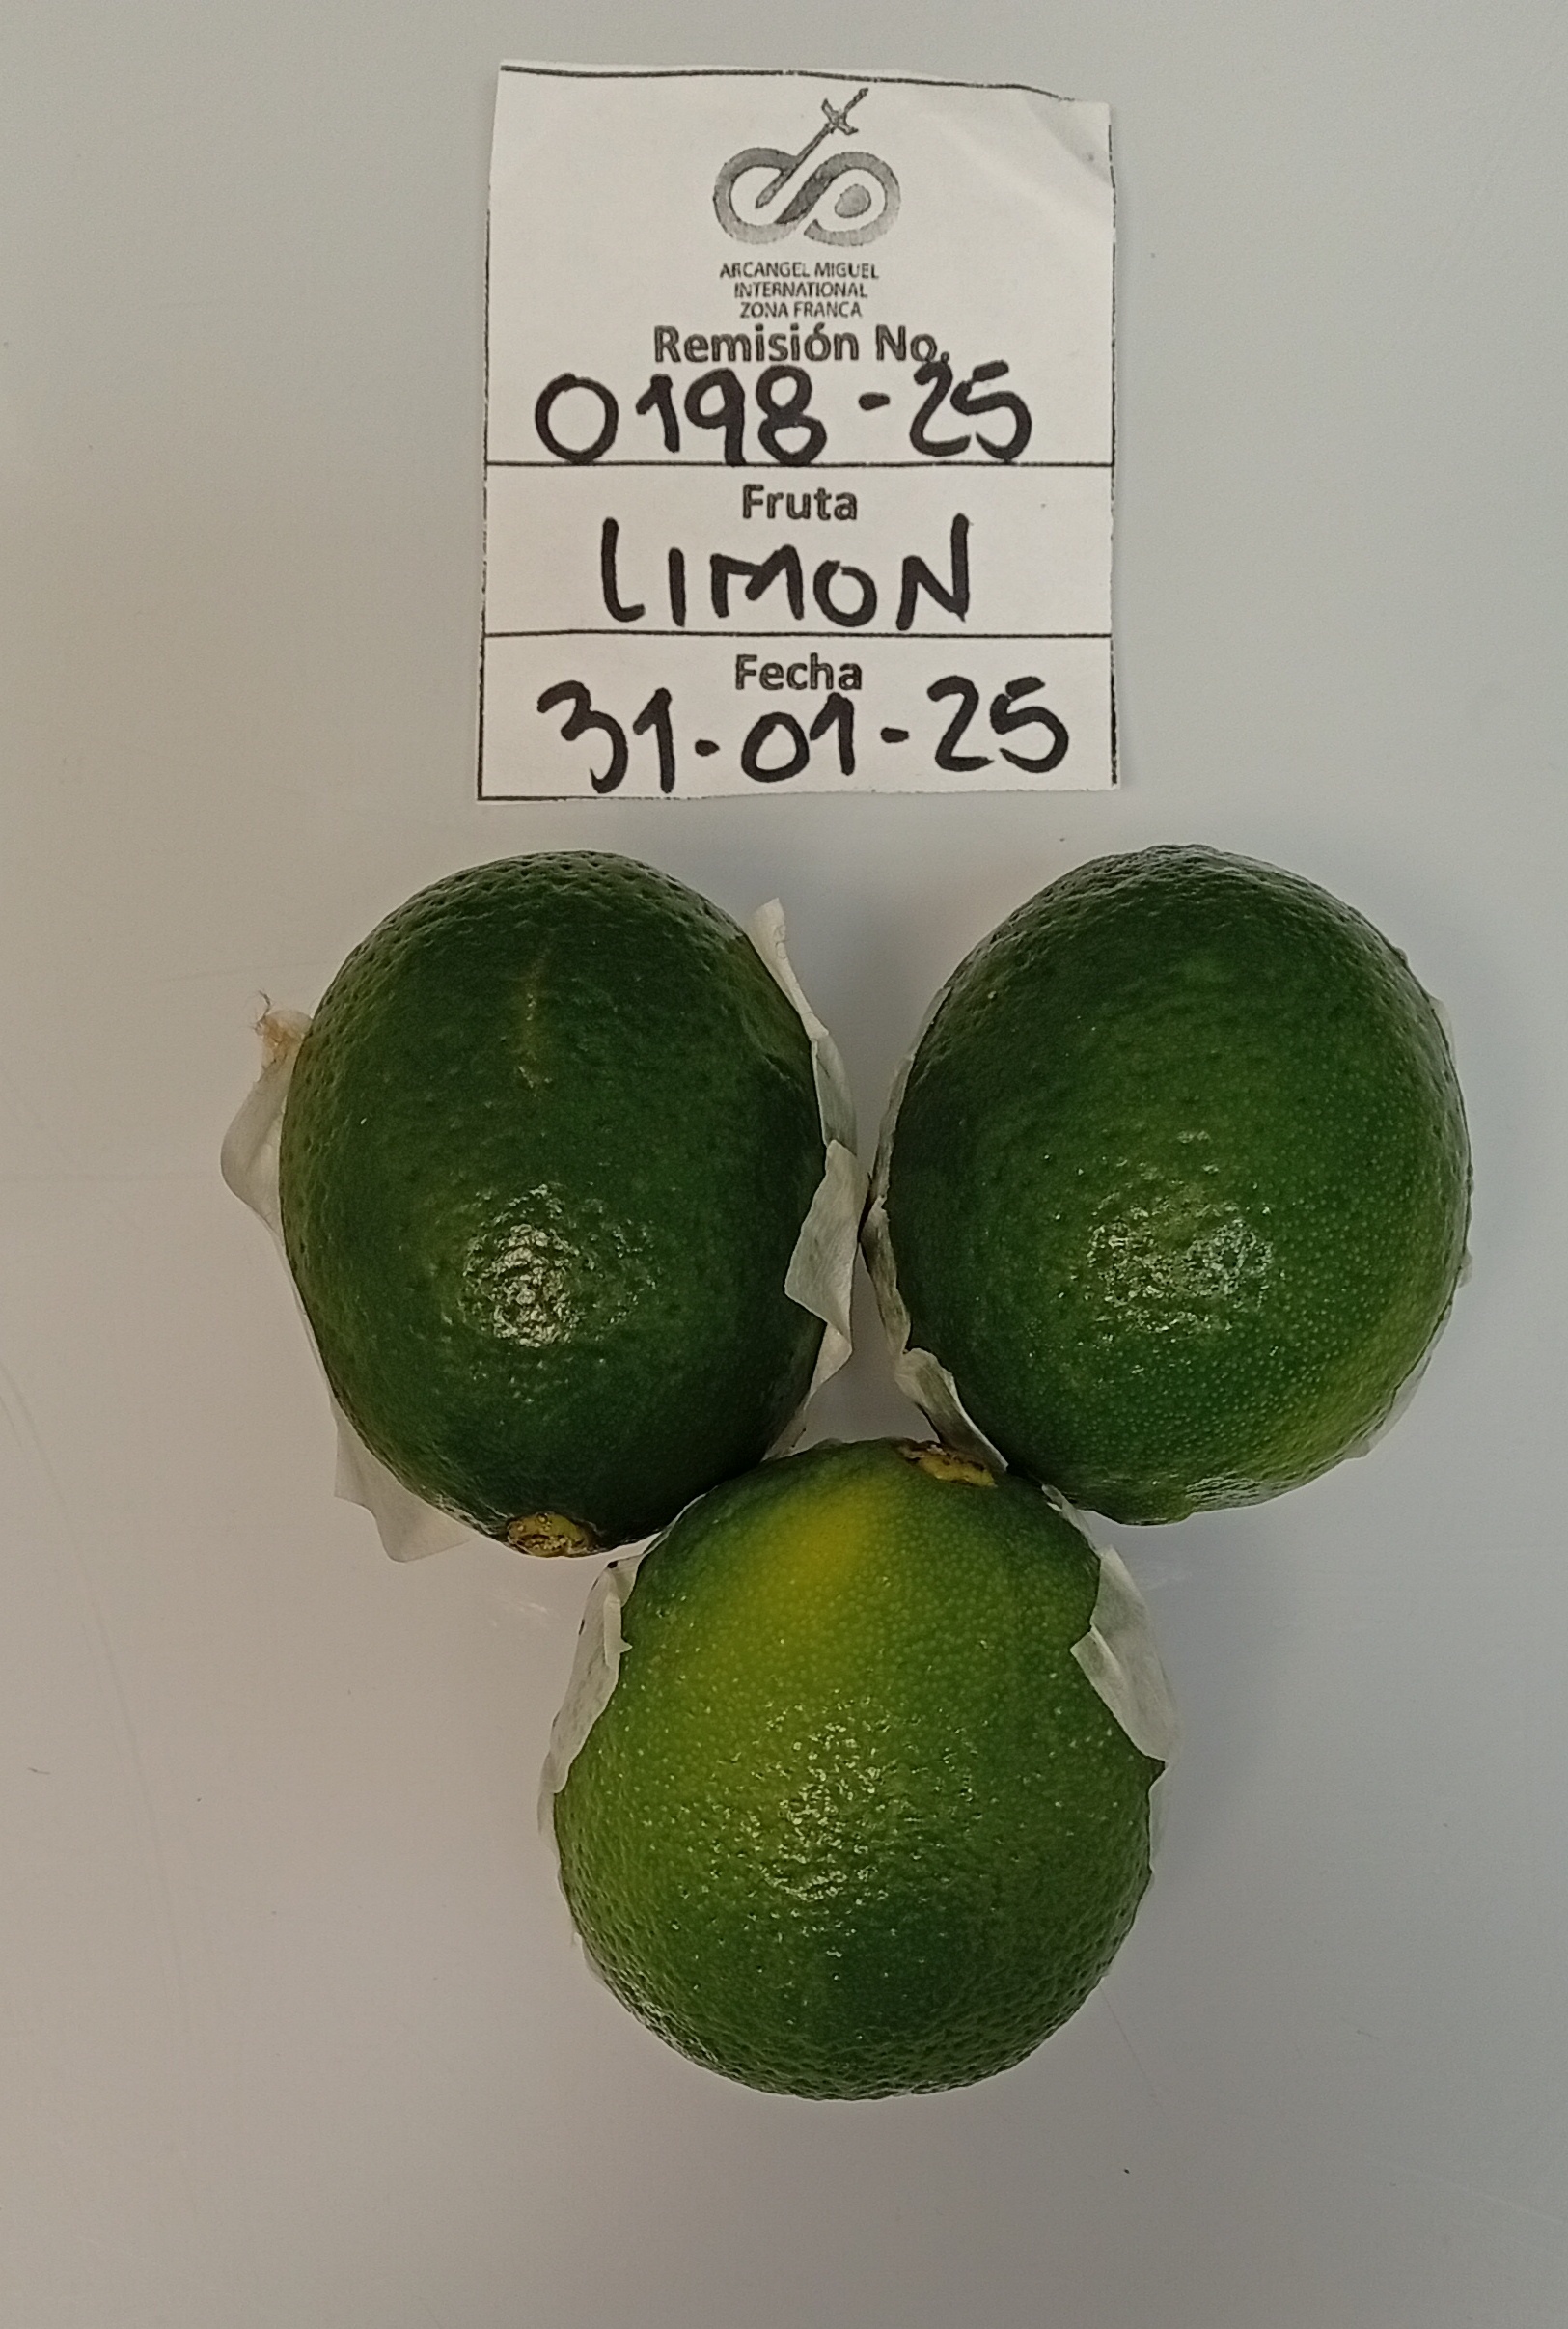 ARCANGEL MIGUEL
INTERNATIONAL
ZONA FRANCA
Remisión No.
0198-25
Fruta
LIMON
Fecha
31-01-25